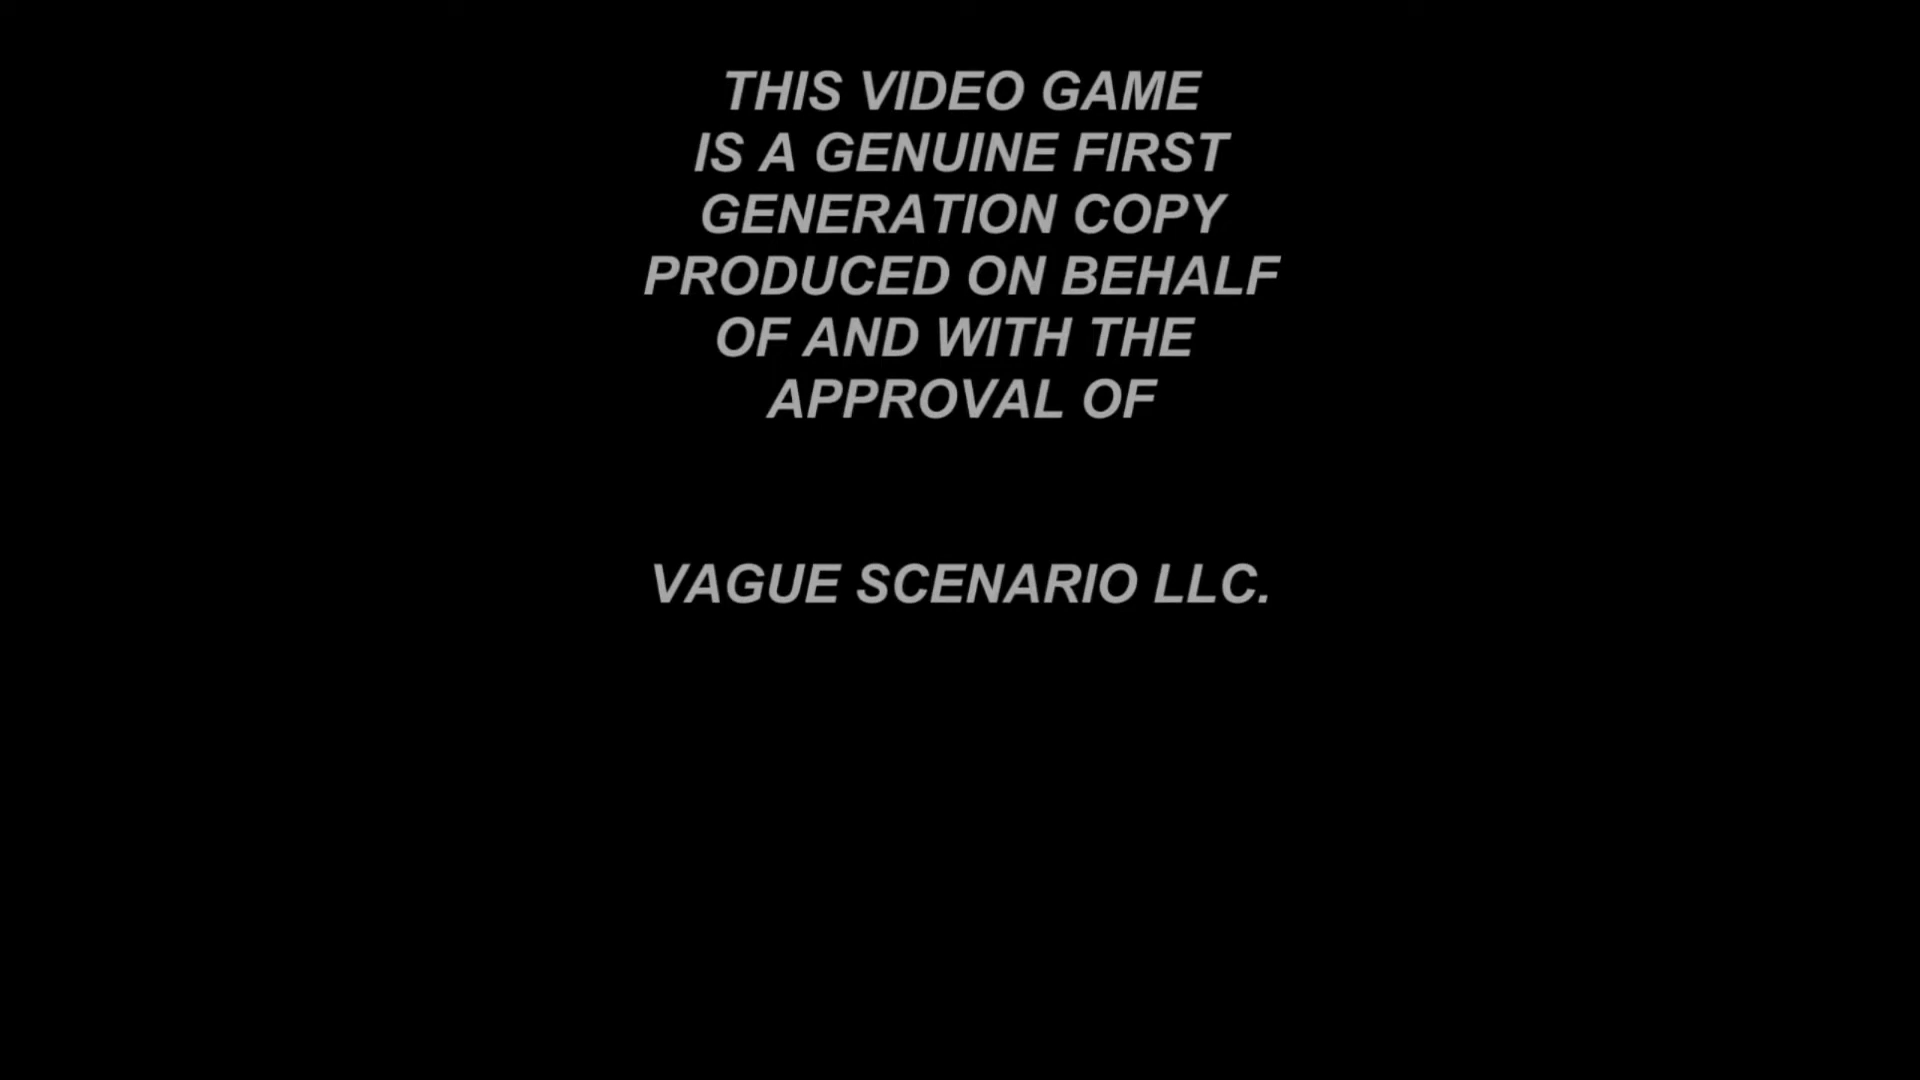 THIS VIDEO GAME
IS A GENUINE FIRST
GENERATION COPY
PRODUCED ON BEHALF
OF AND WITH THE
APPROVAL OF
VAGUE SCENARIO LLC.